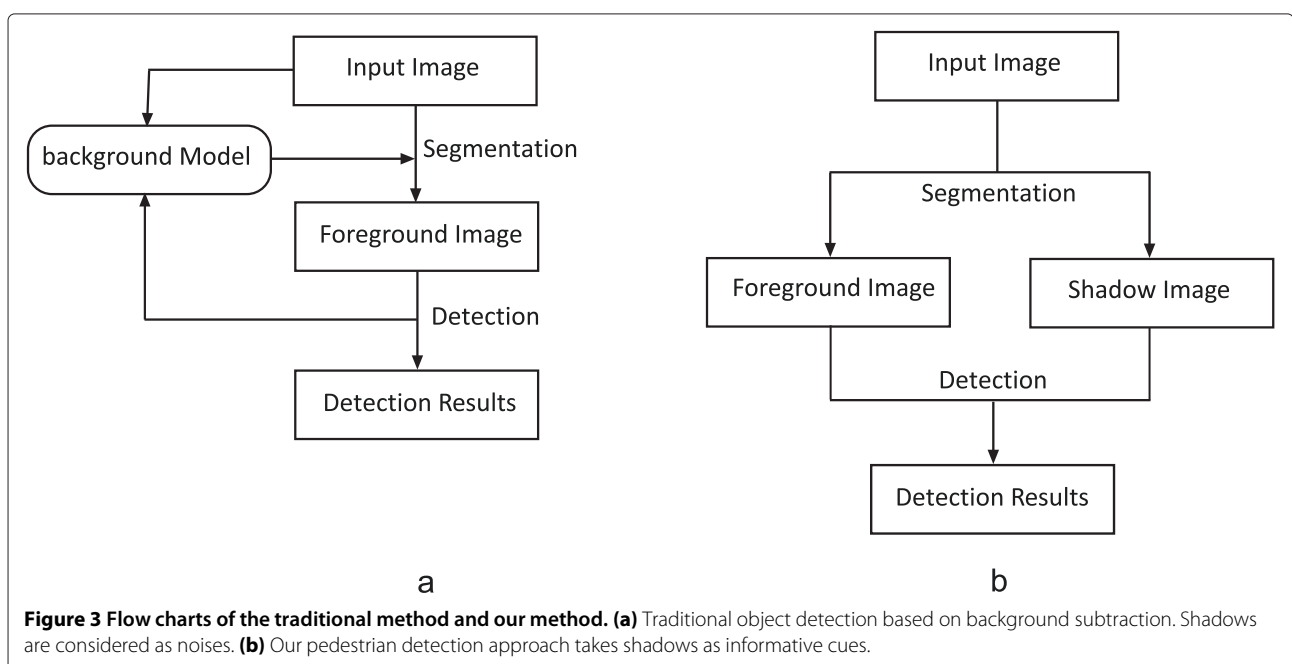 Input Image
background Model
Segmentation
Foreground Image
Detection
Detection Results
a
Input Image
Segmentation
Foreground Image
Shadow Image
Detection
Detection Results
b
Figure 3 Flow charts of the traditional method and our method. (a) Traditional object detection based on background subtraction. Shadows
are considered as noises. (b) Our pedestrian detection approach takes shadows as informative cues.